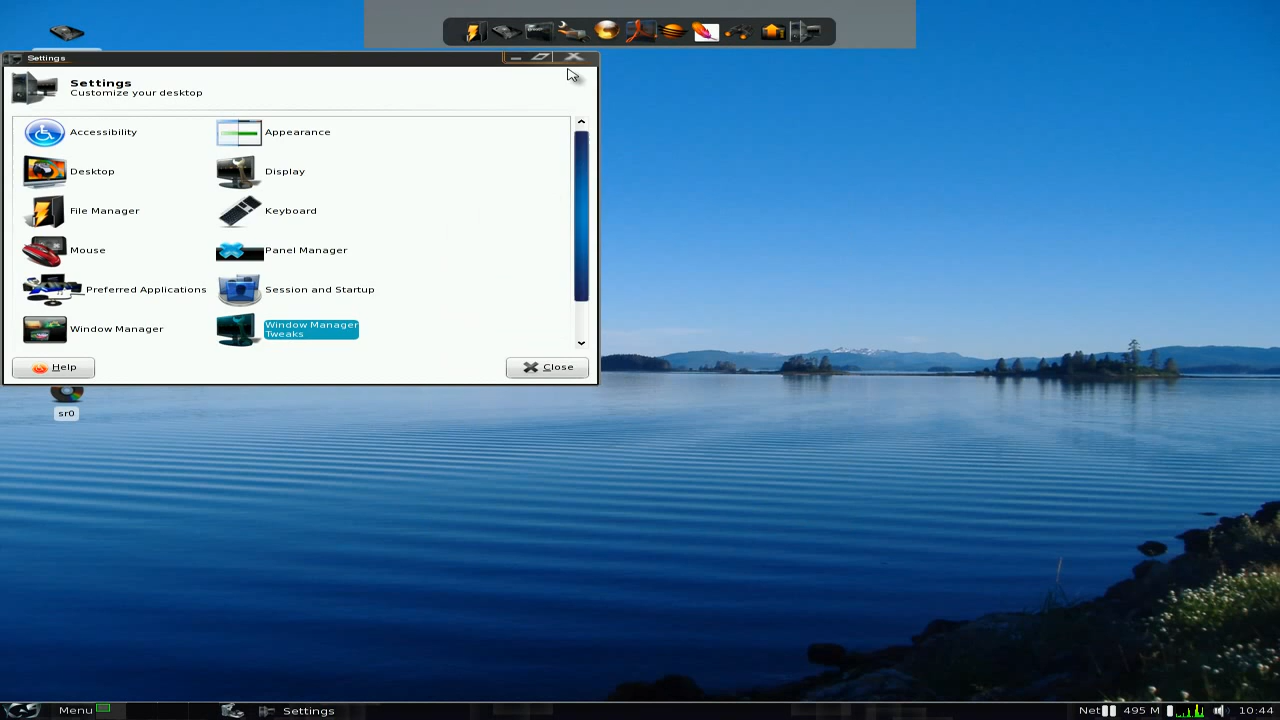 Settings
Settings
Customize your desktop
Accessibility
Appearance
Desktop
Display
File Manager
Keyboard
Mouse
Panel Manager
Preferred Applications
Session and Startup
Window Manager
Window Manager
Tweaks
Help
Close
sr0
Menu
Settings
Net
495 M
10:44